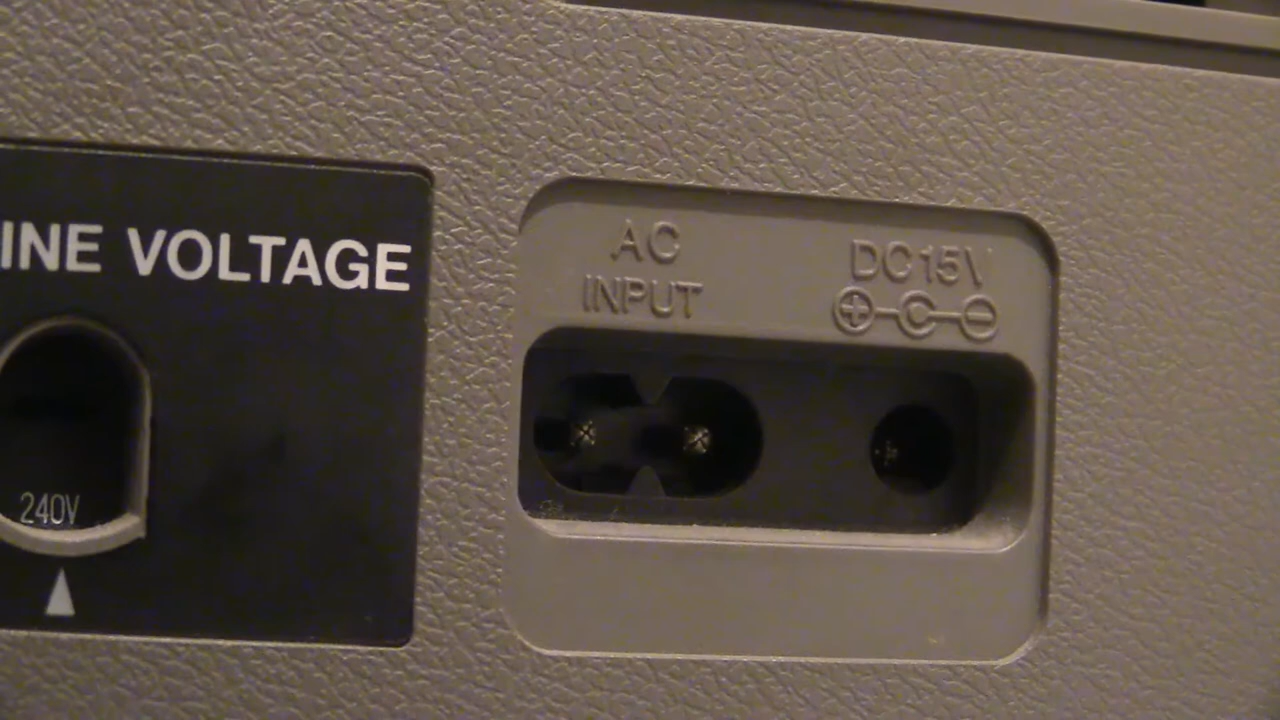 INE VOLTAGE
240V
AC
INPUT
DC15V